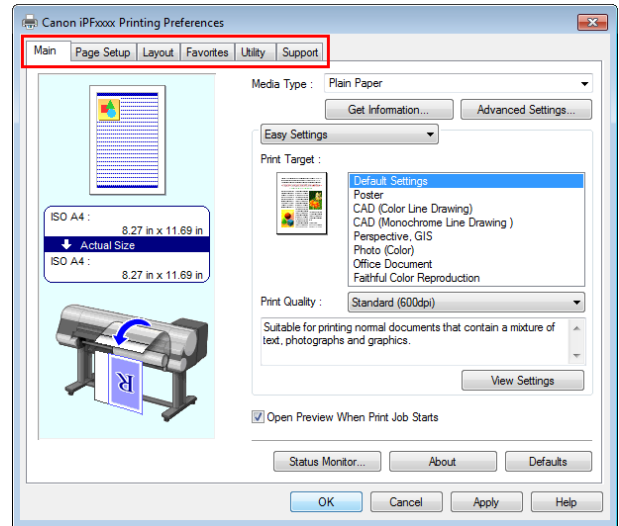 Canon iPFxxxx Printing Preferences
Main Page Setup Layout Favorites Utility Support
Media Type : Plain Paper
Get Information... Advanced Settings...
Easy Settings
Print Target :
Default Settings
Poster
CAD (Color Line Drawing)
CAD (Monochrome Line Drawing )
Perspective, GIS
Photo (Color)
Office Document
Faithful Color Reproduction
ISO A4 :
8.27 in x 11.69 in
Actual Size
ISO A4 :
8.27 in x 11.69 in
R
Print Quality : Standard (600dpi)
Suitable for printing normal documents that contain a mixture of
text, photographs and graphics.
View Settings
Open Preview When Print Job Starts
Status Monitor... About Defaults
OK Cancel Apply Help